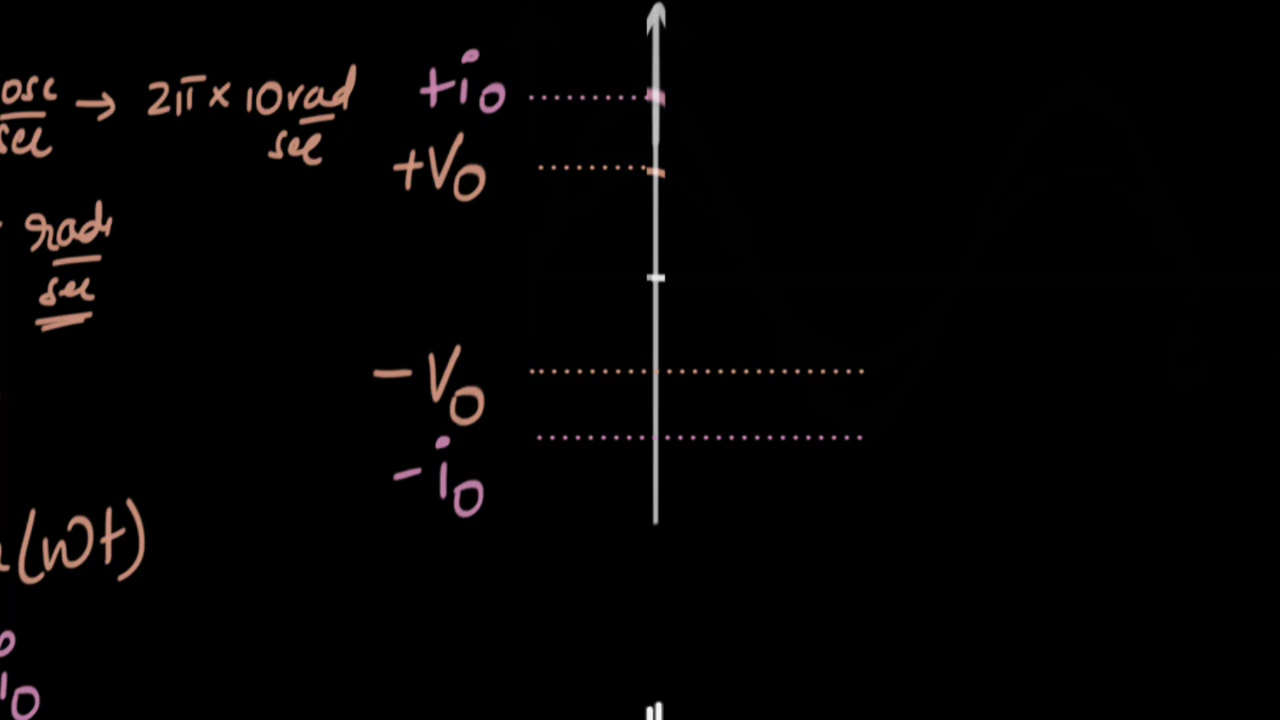 osc/sec → 2π × 10 rad/sec
rad/sec
(ωt)
i0
+i0
+V0
-V0
-i0